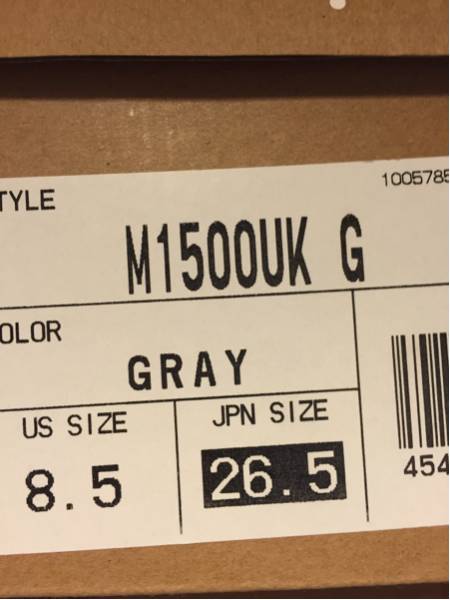 TYLE
1005785
M1500UK G
OLOR
GRAY
US SIZE
JPN SIZE
8.5
26.5
454